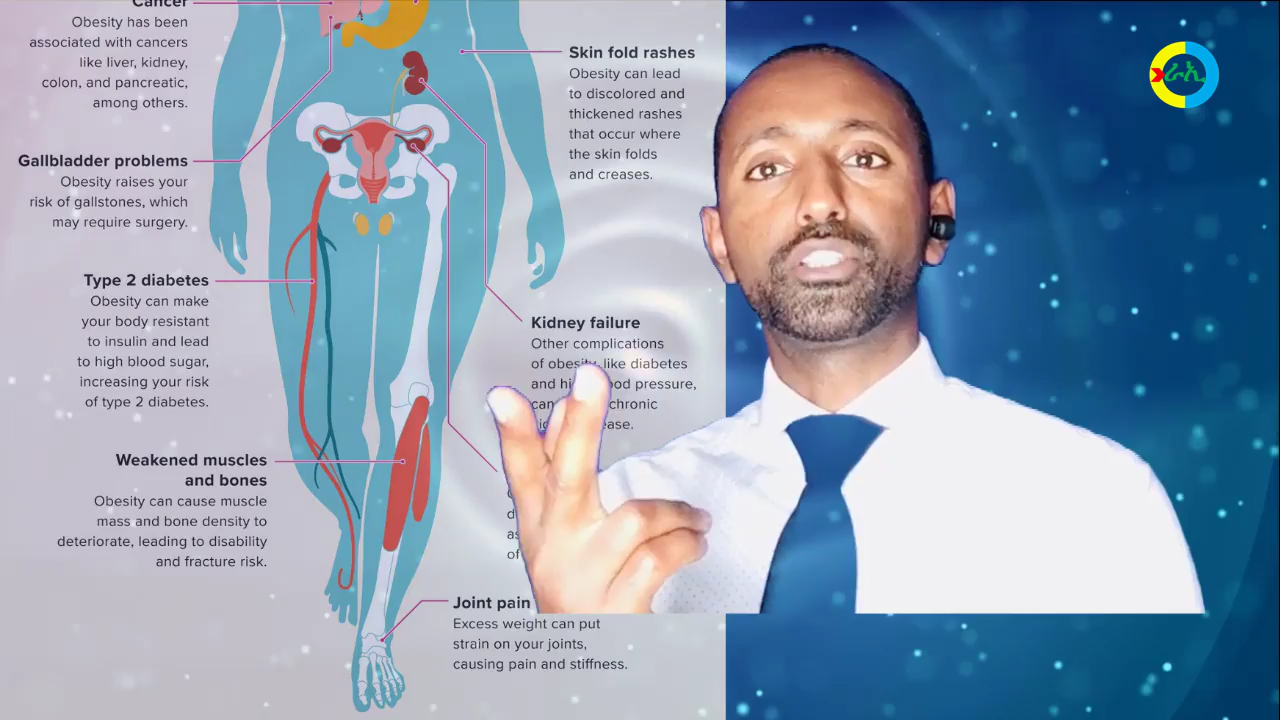 Cancer
Obesity has been
associated with cancers
like liver, kidney,
colon, and pancreatic,
among others.
Gallbladder problems
Obesity raises your
risk of gallstones, which
may require surgery.
Type 2 diabetes
Obesity can make
your body resistant
to insulin and lead
to high blood sugar,
increasing your risk
of type 2 diabetes.
Weakened muscles
and bones
Obesity can cause muscle
mass and bone density to
deteriorate, leading to disability
and fracture risk.
Skin fold rashes
Obesity can lead
to discolored and
thickened rashes
that occur where
the skin folds
and creases.
Kidney failure
Other complications
of obesity, like diabetes
and pressure,
can chronic
of
Joint pain
Excess weight can put
strain on your joints,
causing pain and stiffness.